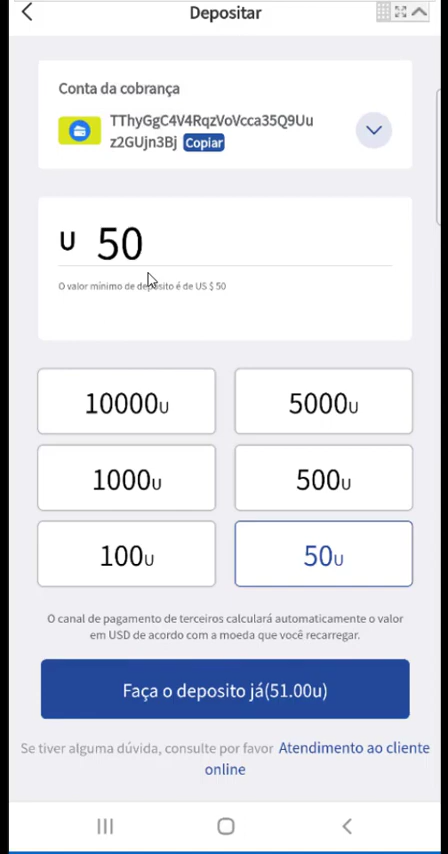 Depositar
Conta da cobrança
TThyGgC4V4RqzVoVcca35Q9Uu
z2GUjn3Bj Copiar
U 50
O valor mínimo de depósito é de US $ 50
10000U 5000U
1000U 500U
100U 50U
O canal de pagamento de terceiros calculará automaticamente o valor
em USD de acordo com a moeda que você recarregar.
Faça o deposito já(51.00u)
Se tiver alguma dúvida, consulte por favor Atendimento ao cliente
online